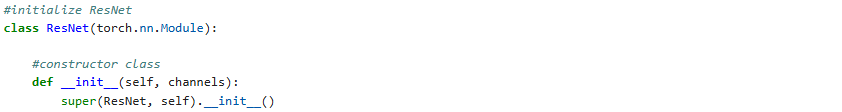 #initialize ResNet
class ResNet(torch.nn.Module):
#constructor class
def __init__(self, channels):
super(ResNet, self).__init__()